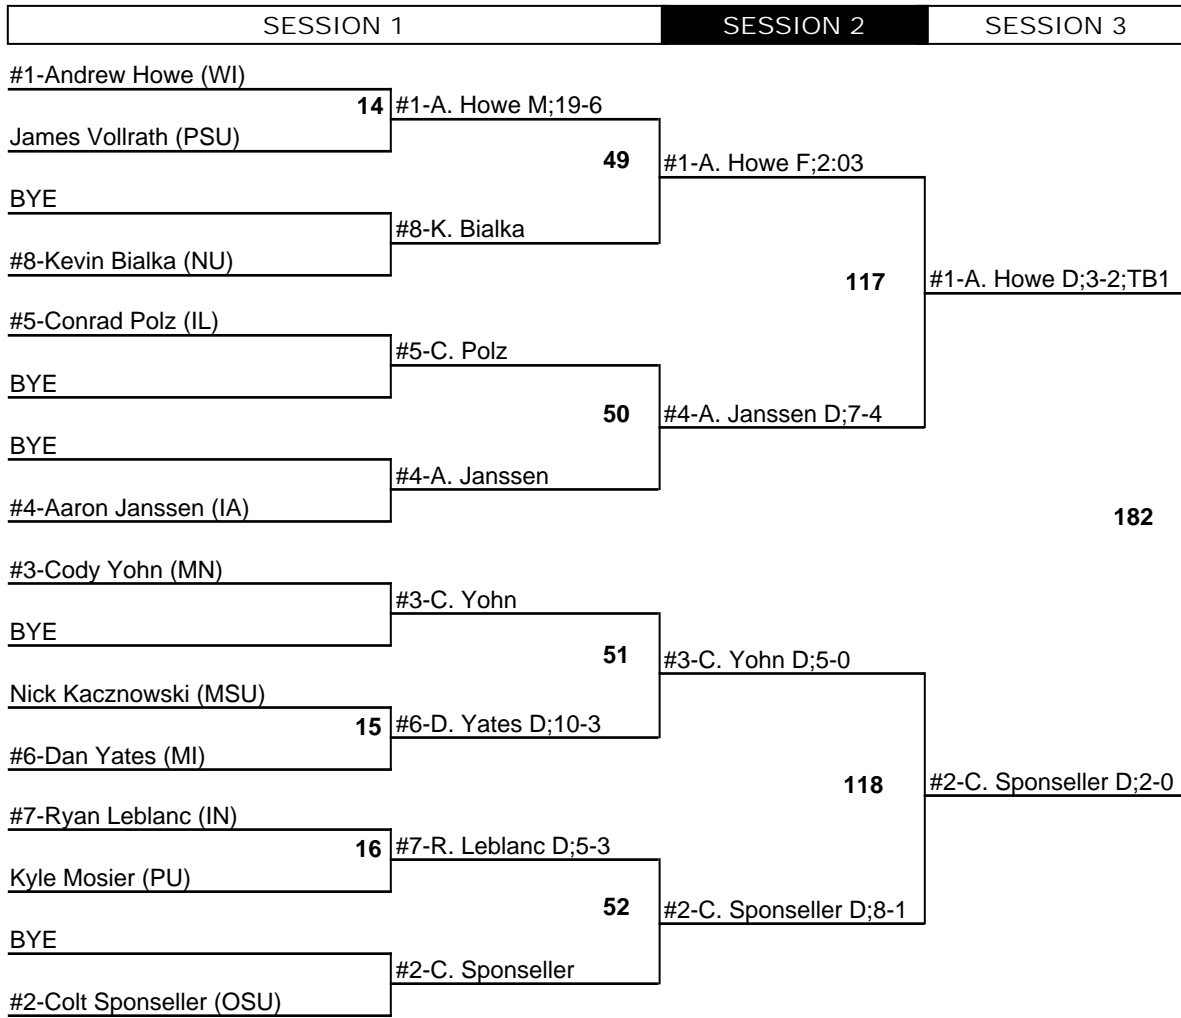 SESSION 1 SESSION 2 SESSION 3
#1-Andrew Howe (WI)
14 #1-A. Howe M;19-6
James Vollrath (PSU)
49 #1-A. Howe F;2:03
BYE
#8-K. Bialka
#8-Kevin Bialka (NU)
117 #1-A. Howe D;3-2;TB1
#5-Conrad Polz (IL)
#5-C. Polz
BYE
50 #4-A. Janssen D;7-4
BYE
#4-A. Janssen
#4-Aaron Janssen (IA)
182
#3-Cody Yohn (MN)
#3-C. Yohn
BYE
51 #3-C. Yohn D;5-0
Nick Kacznowski (MSU)
15 #6-D. Yates D;10-3
#6-Dan Yates (MI)
118 #2-C. Sponseller D;2-0
#7-Ryan Leblanc (IN)
16 #7-R. Leblanc D;5-3
Kyle Mosier (PU)
52 #2-C. Sponseller D;8-1
BYE
#2-C. Sponseller
#2-Colt Sponseller (OSU)